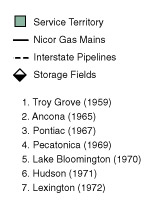 Service Territory
Nicor Gas Mains
Interstate Pipelines
Storage Fields
1. Troy Grove (1959)
2. Ancona (1965)
3. Pontiac (1967)
4. Pecatonica (1969)
5. Lake Bloomington (1970)
6. Hudson (1971)
7. Lexington (1972)